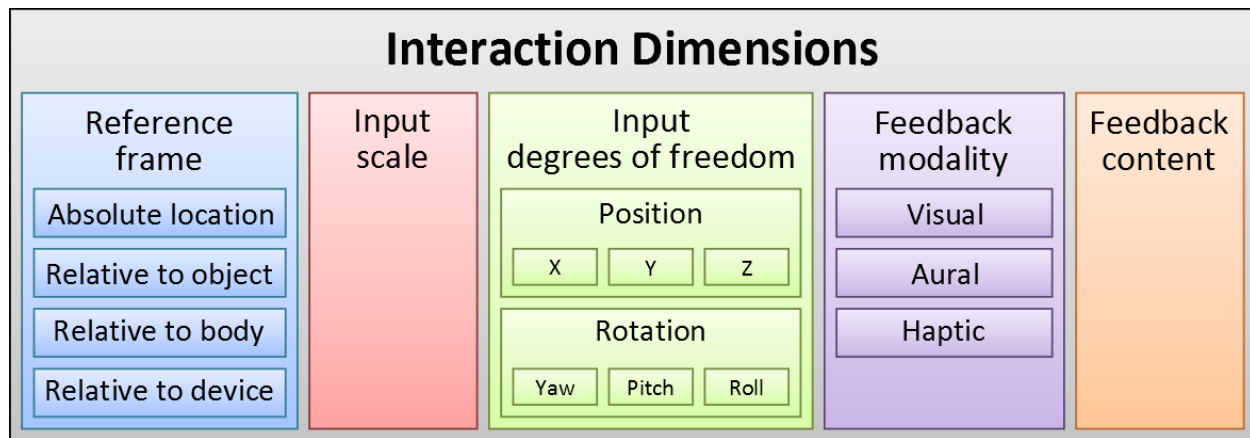 Interaction Dimensions
Reference
frame
Absolute location
Relative to object
Relative to body
Relative to device
Input
scale
Input
degrees of freedom
Position
X Y Z
Rotation
Yaw Pitch Roll
Feedback
modality
Visual
Aural
Haptic
Feedback
content